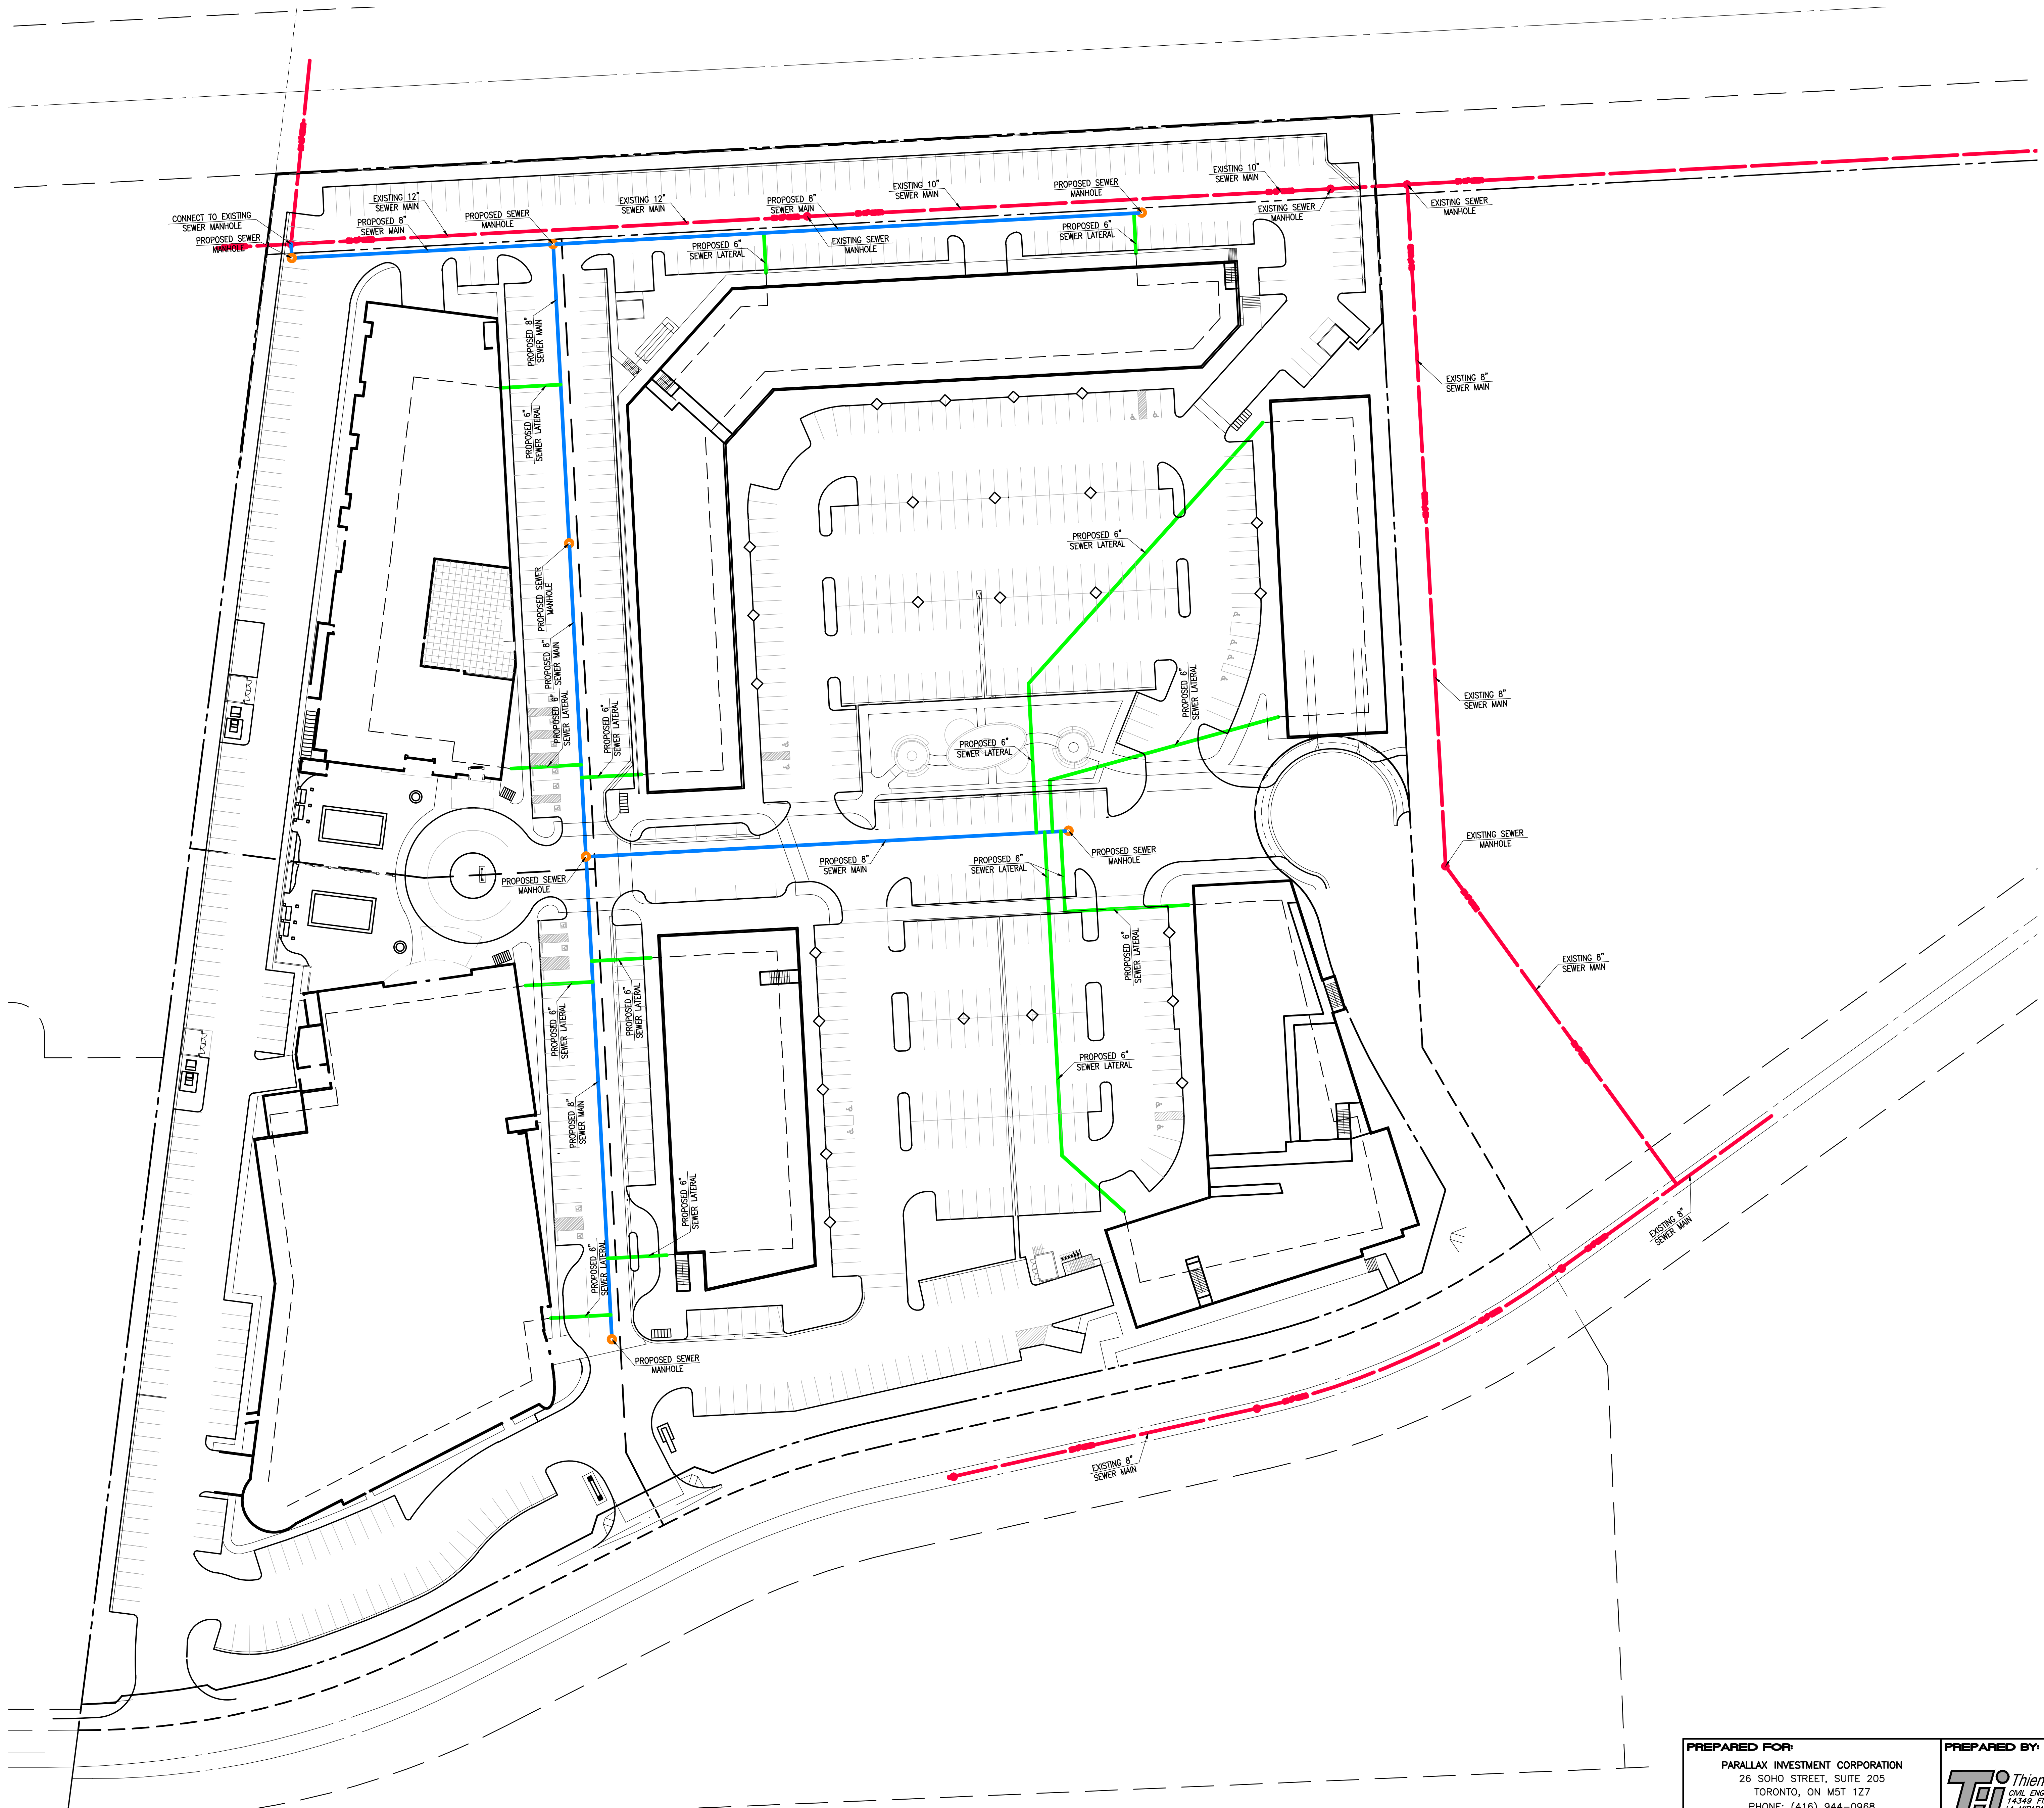 EXISTING 12"
SEWER MAIN
CONNECT TO EXISTING
SEWER MANHOLE
PROPOSED 8"
SEWER MAIN
PROPOSED SEWER
MANHOLE
PROPOSED SEWER
MANHOLE
EXISTING 12"
SEWER MAIN
PROPOSED 8"
SEWER MAIN
EXISTING 10"
SEWER MAIN
PROPOSED SEWER
MANHOLE
EXISTING 10"
SEWER MAIN
EXISTING SEWER
MANHOLE
EXISTING SEWER
MANHOLE
PROPOSED 6"
SEWER LATERAL
EXISTING SEWER
MANHOLE
PROPOSED 6"
SEWER LATERAL
PROPOSED 8"
SEWER MAIN
EXISTING 8"
SEWER MAIN
PROPOSED 6"
SEWER LATERAL
PROPOSED 6"
SEWER LATERAL
PROPOSED SEWER
MANHOLE
PROPOSED 8"
SEWER MAIN
PROPOSED 6"
SEWER LATERAL
PROPOSED 6"
SEWER LATERAL
PROPOSED 6"
SEWER LATERAL
EXISTING 8"
SEWER MAIN
PROPOSED 6"
SEWER LATERAL
EXISTING SEWER
MANHOLE
PROPOSED 8"
SEWER MAIN
PROPOSED 6"
SEWER LATERAL
PROPOSED SEWER
MANHOLE
PROPOSED SEWER
MANHOLE
PROPOSED 6"
SEWER LATERAL
EXISTING 8"
SEWER MAIN
PROPOSED 6"
SEWER LATERAL
PROPOSED 6"
SEWER LATERAL
PROPOSED 6"
SEWER LATERAL
PROPOSED 8"
SEWER MAIN
PROPOSED 6"
SEWER LATERAL
PROPOSED 6"
SEWER LATERAL
EXISTING 8"
SEWER MAIN
PROPOSED SEWER
MANHOLE
EXISTING 8"
SEWER MAIN
PREPARED FOR:
PARALLAX INVESTMENT CORPORATION
26 SOHO STREET, SUITE 205
TORONTO, ON M5T 1Z7
PHONE: (416) 944-0968
PREPARED BY:
CIVIL
14349